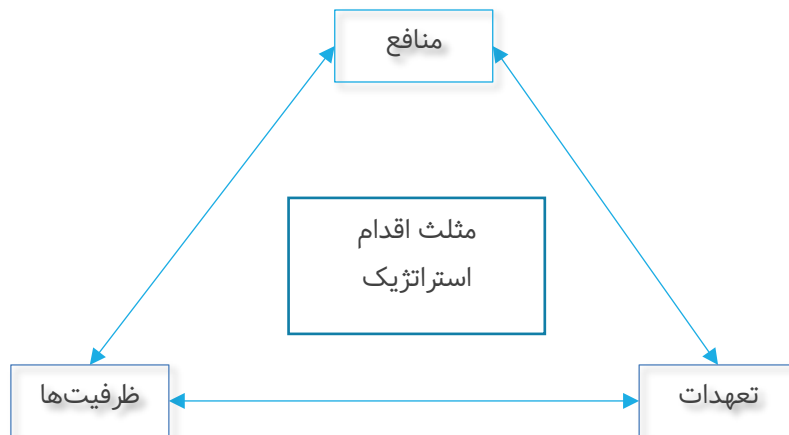 منافع
مثلث اقدام
استراتژیک
تعهدات
ظرفیت‌ها